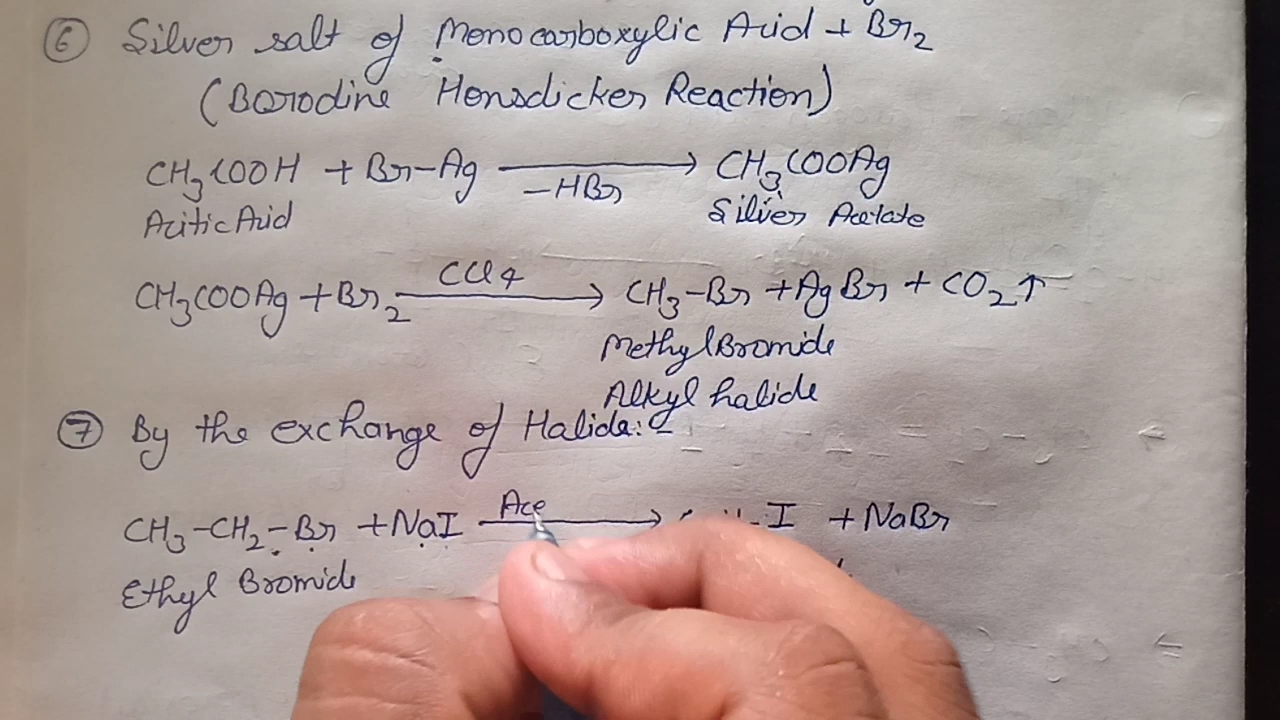 ⑥ Silver salt of Monocarboxylic Acid + Br₂
(Borodine Honsdicker Reaction)
CH₃COOH + Br-Ag → -HBr CH₃COOAg
Acitic Acid Silver Acetate
CH₃COOAg + Br₂ CCl4 → CH₃-Br + AgBr + CO₂↑
Methyl Bromide
Alkyl halide
⑦ By the exchange of Halide:-
CH₃-CH₂-Br + NaI Ace → I + NaBr
Ethyl Bromide